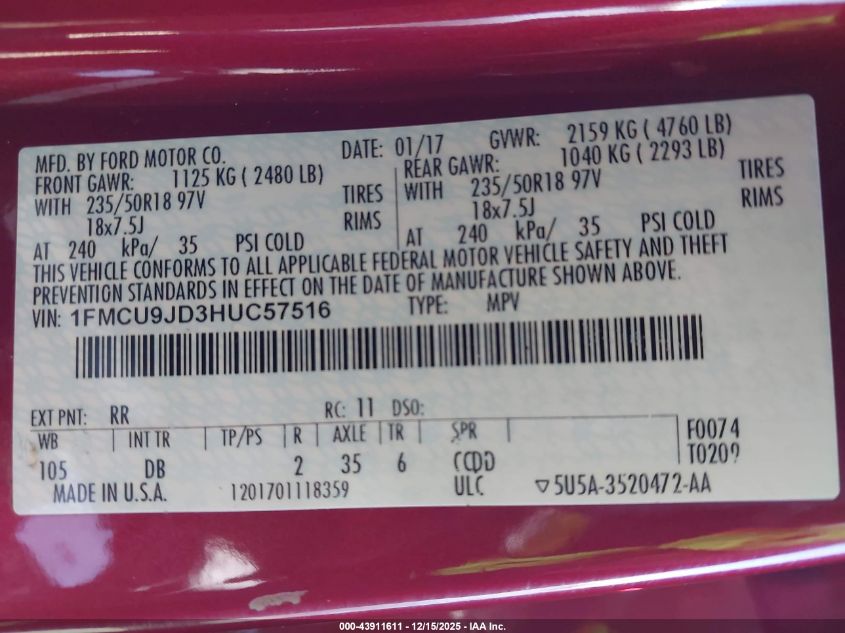 MFD. BY FORD MOTOR CO. DATE: 01/17 GVWR: 2159 KG ( 4760 LB)
FRONT GAWR: 1125 KG ( 2480 LB) REAR GAWR: 1040 KG ( 2293 LB)
WITH 235/50R18 97V TIRES WITH 235/50R18 97V TIRES
18x7.5J RIMS 18x7.5J RIMS
AT 240 kPa/ 35 PSI COLD AT 240 kPa/ 35 PSI COLD
THIS VEHICLE CONFORMS TO ALL APPLICABLE FEDERAL MOTOR VEHICLE SAFETY AND THEFT
PREVENTION STANDARDS IN EFFECT ON THE DATE OF MANUFACTURE SHOWN ABOVE.
VIN: 1FMCU9JD3HUC57516 TYPE: MPV
EXT PNT: RR RC: 11 DSO:
WB INT TR TP/PS R AXLE TR SPR F0074
105 DB 2 35 6 CCDD T0209
MADE IN U.S.A. 1201701118359 ULC 5U5A-3520472-AA
000-43911611 - 12/15/2025 - IAA Inc.